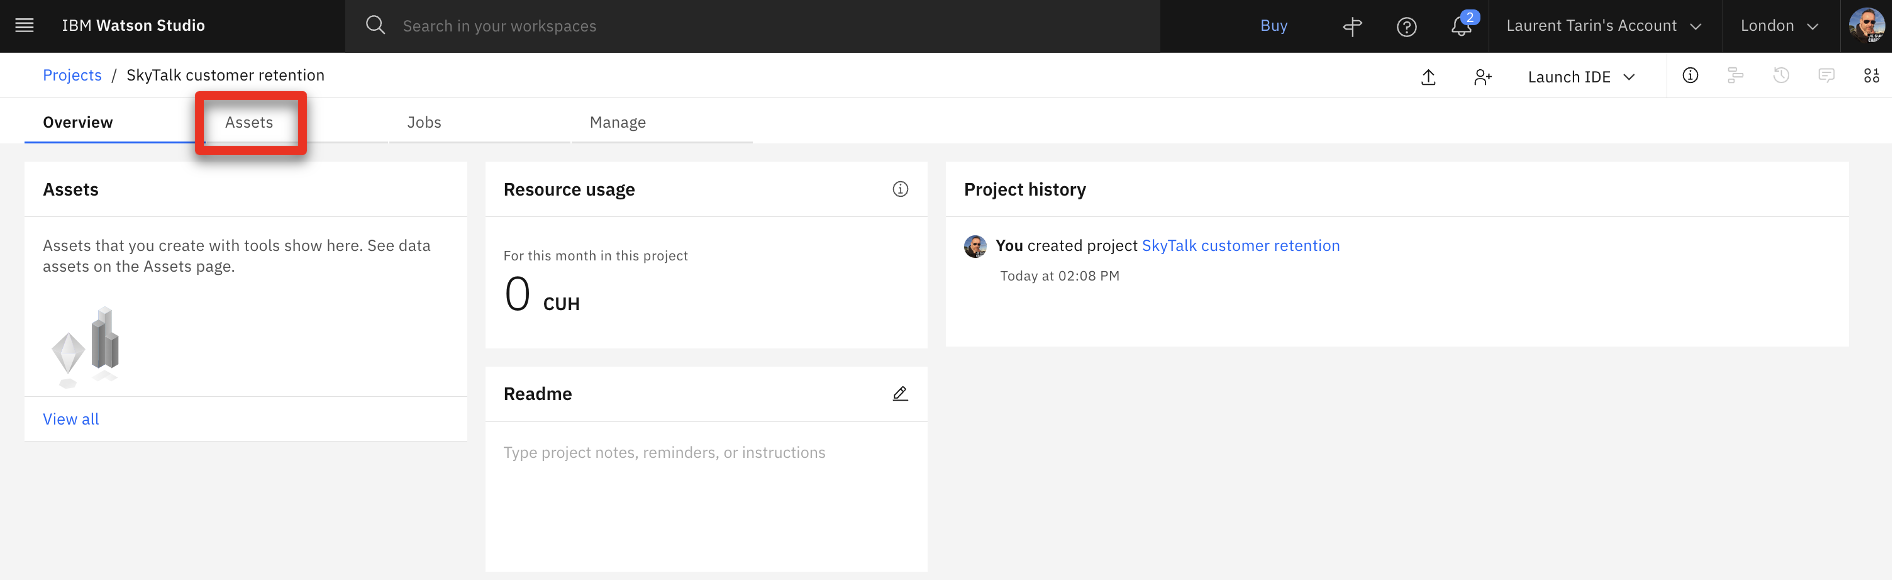 IBM Watson Studio
Search in your workspaces
Buy
2
Laurent Tarin's Account
London
Projects / SkyTalk customer retention
Launch IDE
Overview
Assets
Jobs
Manage
Assets
Assets that you create with tools show here. See data
assets on the Assets page.
View all
Resource usage
For this month in this project
0 CUH
Readme
Type project notes, reminders, or instructions
Project history
You created project SkyTalk customer retention
Today at 02:08 PM